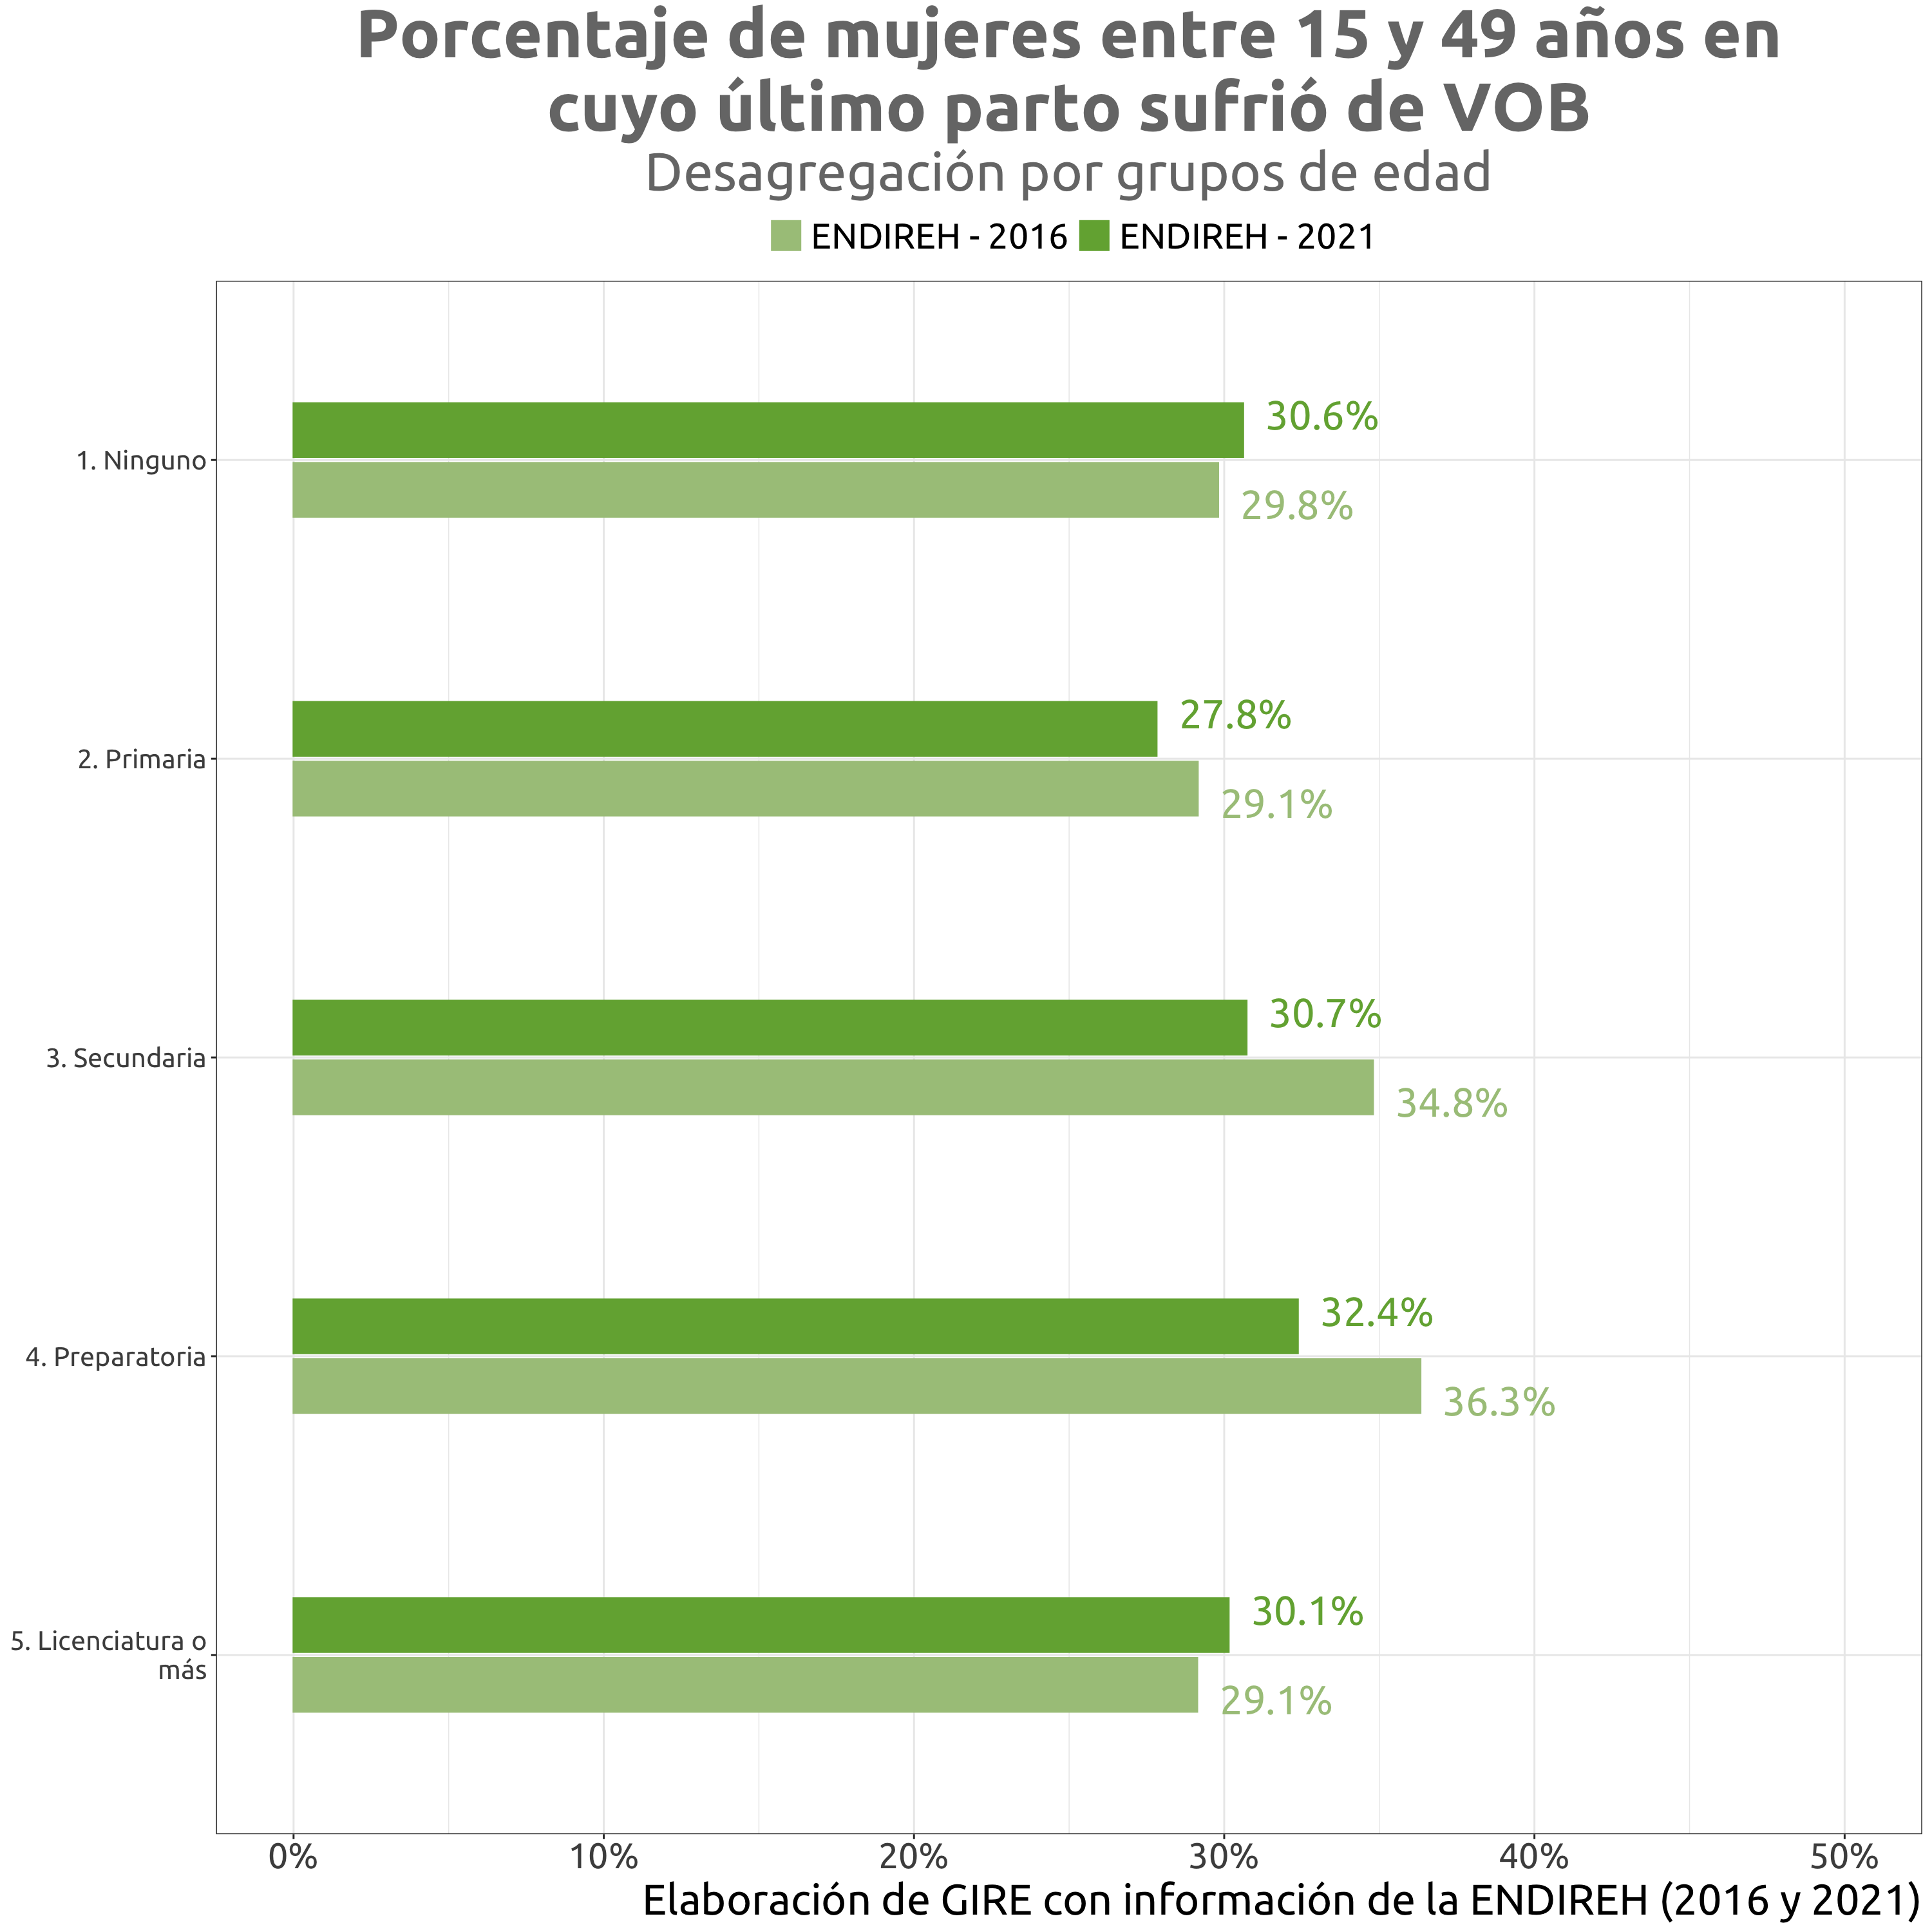 Porcentaje de mujeres entre 15 y 49 años en
cuyo último parto sufrió de VOB
Desagregación por grupos de edad
ENDIREH - 2016 ENDIREH - 2021
30.6%
1. Ninguno
29.8%
27.8%
2. Primaria
29.1%
30.7%
3. Secundaria
34.8%
32.4%
4. Preparatoria
36.3%
30.1%
5. Licenciatura o
más
29.1%
0% 10% 20% 30% 40% 50%
Elaboración de GIRE con información de la ENDIREH (2016 y 2021)